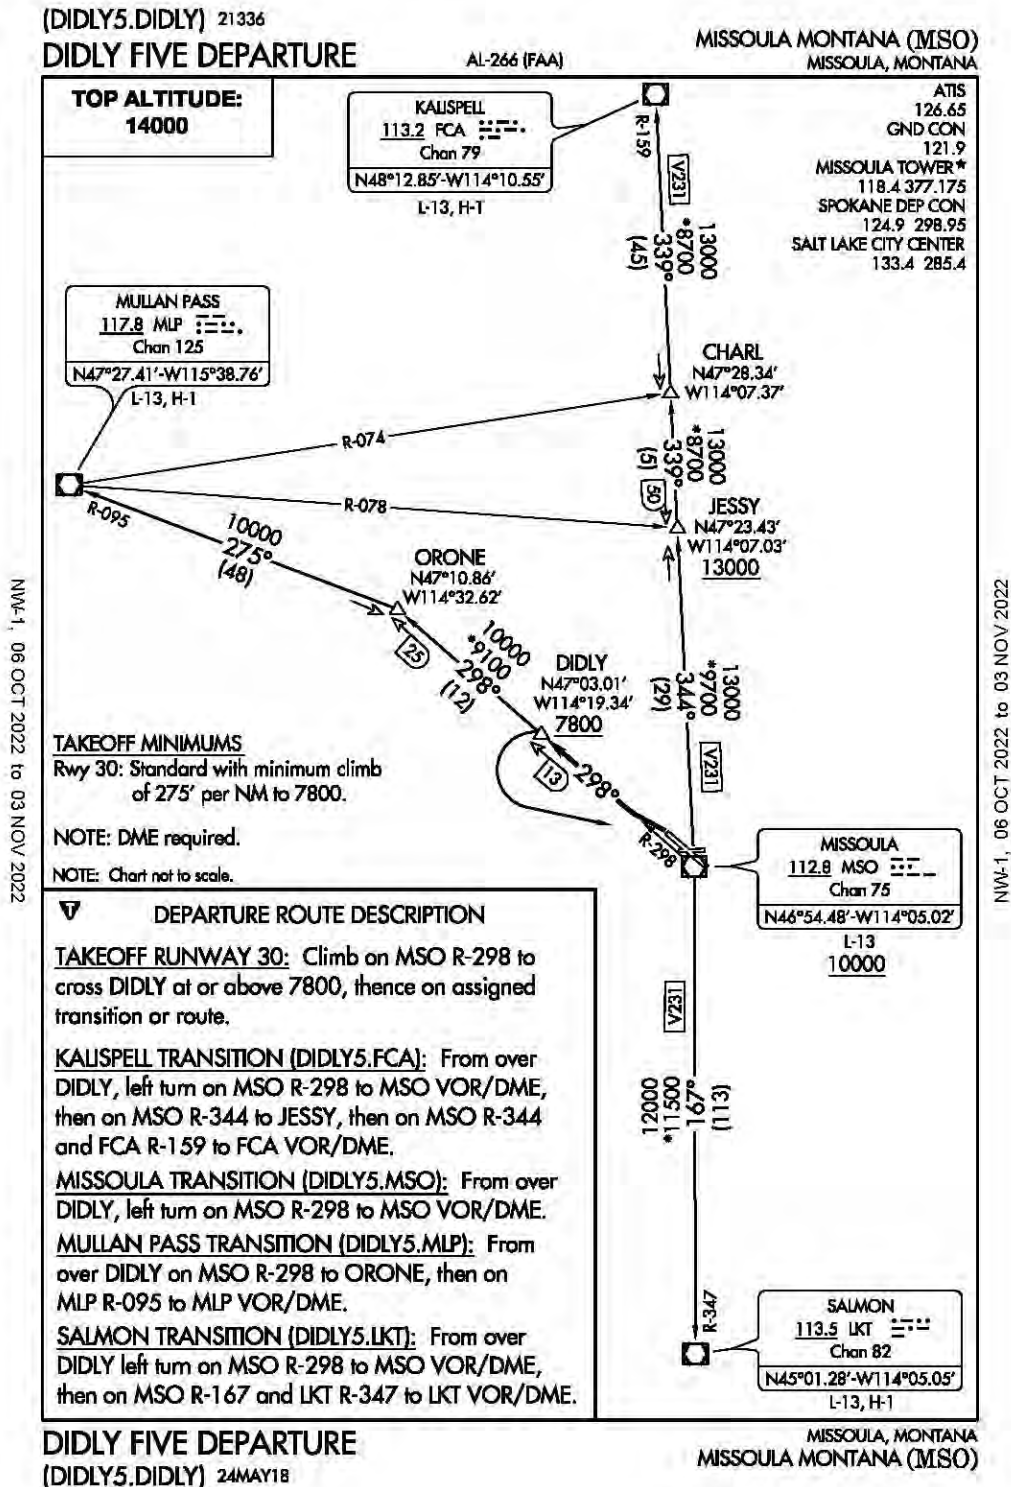 (DIDLY5.DIDLY) 21336
DIDLY FIVE DEPARTURE
AL-266 (FAA)
MISSOULA MONTANA (MSO)
MISSOULA, MONTANA
TOP ALTITUDE:
14000
KALISPELL
113.2 FCA
Chan 79
N48°12.85'-W114°10.55'
L-13, H-1
ATIS
126.65
GND CON
121.9
MISSOULA TOWER*
118.4 377.175
SPOKANE DEP CON
124.9 298.95
SALT LAKE CITY CENTER
133.4 285.4
R-159
V231
13000
*8700
339°
(45)
MULLAN PASS
117.8 MLP
Chan 125
N47°27.41'-W115°38.76'
L-13, H-1
CHARL
N47°28.34'
W114°07.37'
R-074
13000
*8700
339°
(5)
50
R-078
JESSY
N47°23.43'
W114°07.03'
13000
R-095
10000
275°
(48)
ORONE
N47°10.86'
W114°32.62'
25
10000
*9100
298°
(12)
DIDLY
N47°03.01'
W114°19.34'
7800
13
298°
R-298
13000
*9700
344°
(29)
V231
TAKEOFF MINIMUMS
Rwy 30: Standard with minimum climb
of 275' per NM to 7800.
NOTE: DME required.
NOTE: Chart not to scale.
MISSOULA
112.8 MSO
Chan 75
N46°54.48'-W114°05.02'
L-13
10000
V231
12000
*11500
167°
(113)
R-347
SALMON
113.5 LKT
Chan 82
N45°01.28'-W114°05.05'
L-13, H-1
T DEPARTURE ROUTE DESCRIPTION
TAKEOFF RUNWAY 30: Climb on MSO R-298 to
cross DIDLY at or above 7800, thence on assigned
transition or route.
KALISPELL TRANSITION (DIDLY5.FCA): From over
DIDLY, left turn on MSO R-298 to MSO VOR/DME,
then on MSO R-344 to JESSY, then on MSO R-344
and FCA R-159 to FCA VOR/DME.
MISSOULA TRANSITION (DIDLY5.MSO): From over
DIDLY, left turn on MSO R-298 to MSO VOR/DME.
MULLAN PASS TRANSITION (DIDLY5.MLP): From
over DIDLY on MSO R-298 to ORONE, then on
MLP R-095 to MLP VOR/DME.
SALMON TRANSITION (DIDLY5.LKT): From over
DIDLY left turn on MSO R-298 to MSO VOR/DME,
then on MSO R-167 and LKT R-347 to LKT VOR/DME.
NW-1, 06 OCT 2022 to 03 NOV 2022
NW-1, 06 OCT 2022 to 03 NOV 2022
DIDLY FIVE DEPARTURE
(DIDLY5.DIDLY) 24MAY18
MISSOULA, MONTANA
MISSOULA MONTANA (MSO)